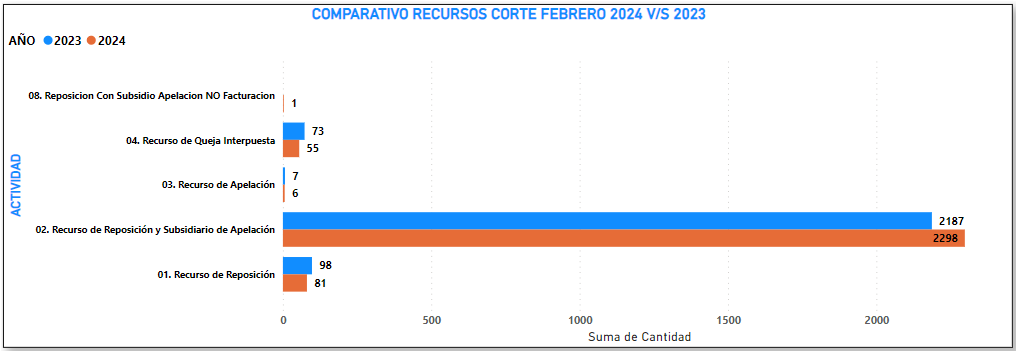 COMPARATIVO RECURSOS CORTE FEBRERO 2024 V/S 2023
AÑO 2023 2024
ACTIVIDAD
08. Reposicion Con Subsidio Apelacion NO Facturacion
1
04. Recurso de Queja Interpuesta
73
55
03. Recurso de Apelación
7
6
02. Recurso de Reposición y Subsidiario de Apelación
2187
2298
01. Recurso de Reposición
98
81
0 500 1000 1500 2000
Suma de Cantidad